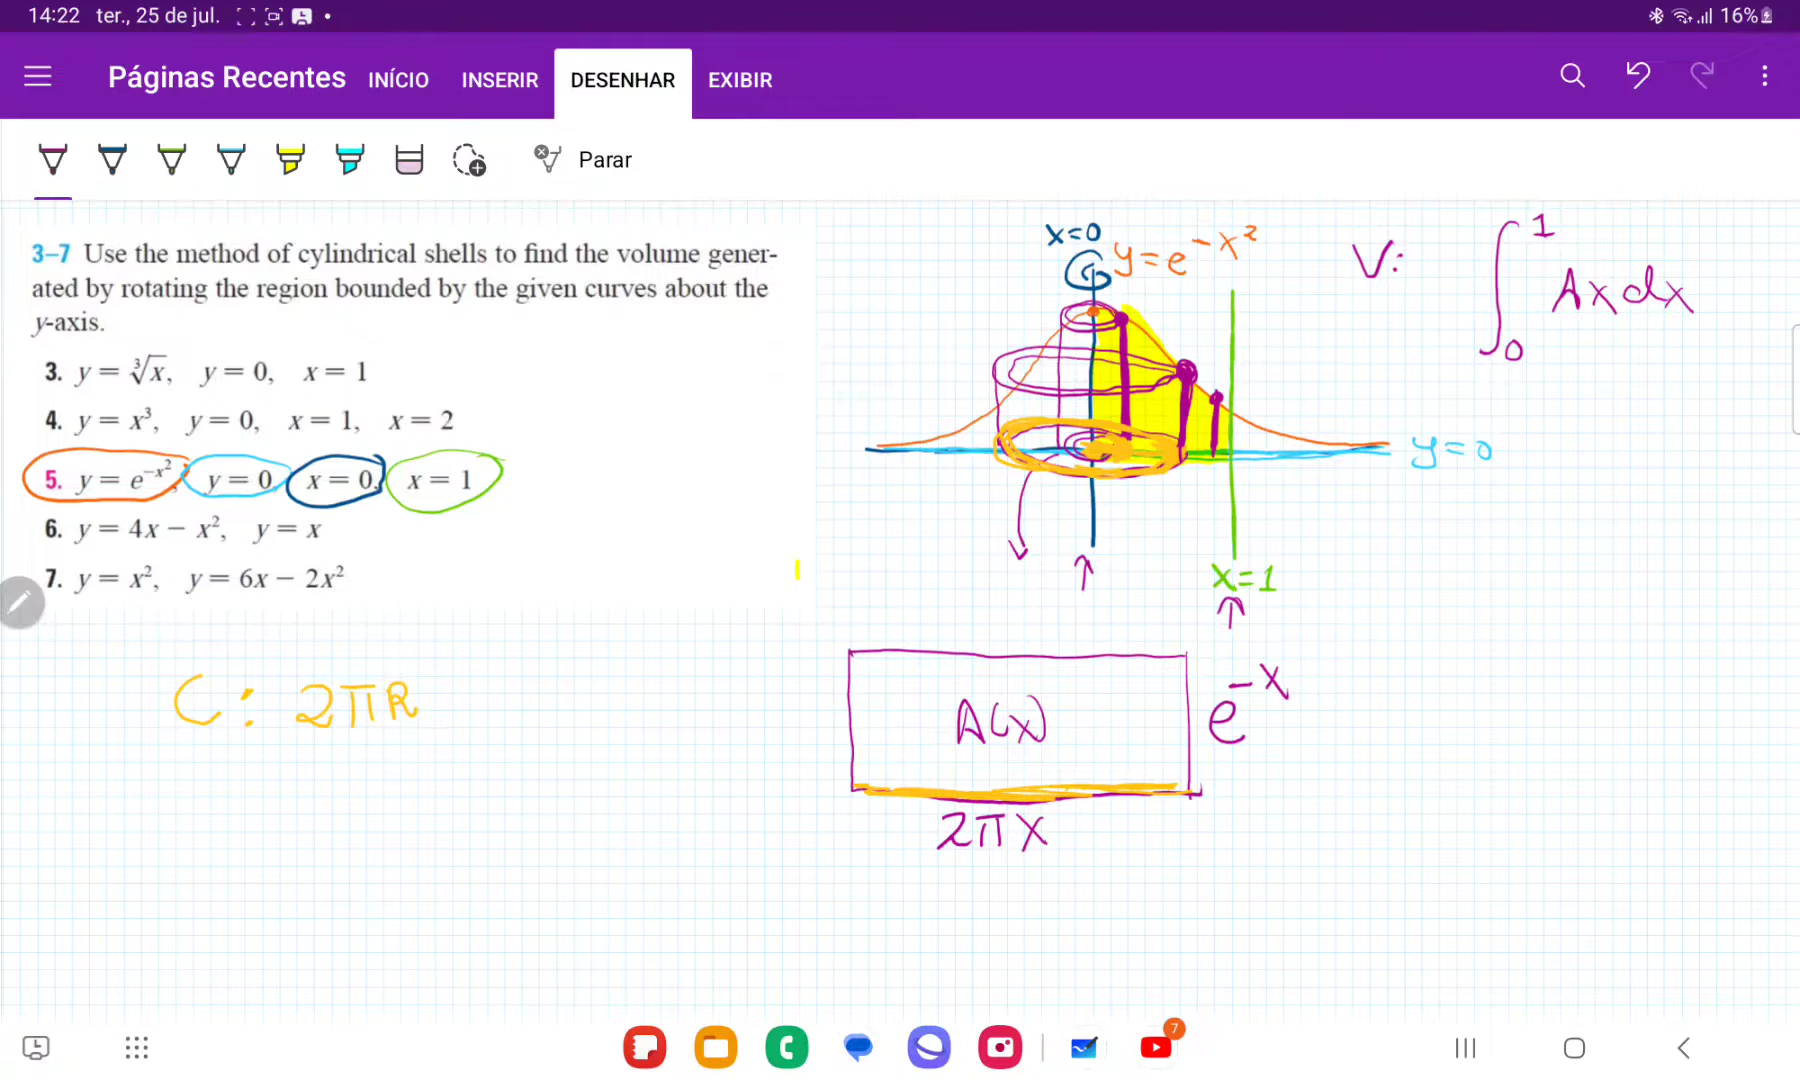 14:22 ter., 25 de jul.
16%
Páginas Recentes INÍCIO INSERIR DESENHAR EXIBIR
Parar
3–7 Use the method of cylindrical shells to find the volume gener-
ated by rotating the region bounded by the given curves about the
y-axis.
3. y = ∛x, y = 0, x = 1
4. y = x³, y = 0, x = 1, x = 2
5. y = e^{-x²}, y = 0, x = 0, x = 1
6. y = 4x − x², y = x
7. y = x², y = 6x − 2x²
x=0
y=e^{-x²}
y=0
x=1
V: ∫₀¹ Ax dx
C: 2πR
A(x)
e^{-x}
2πx
7